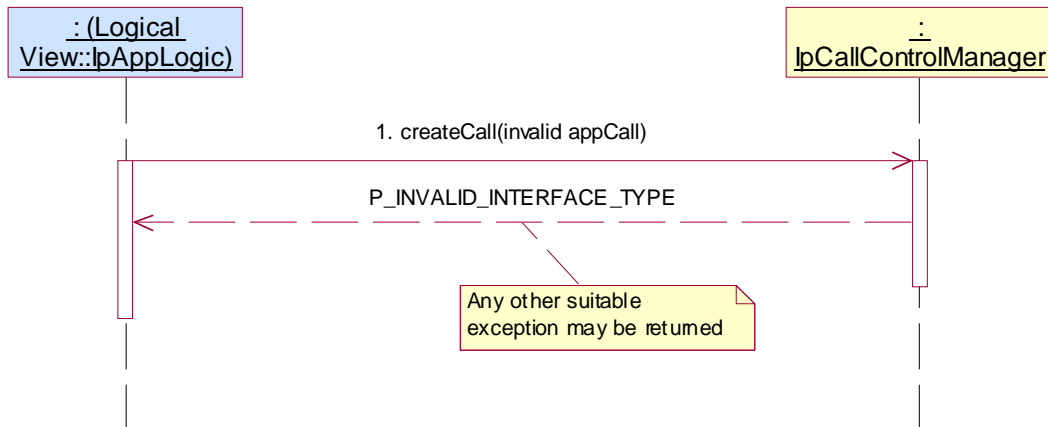 : (Logical
View::IpAppLogic)
:
IpCallControlManager
1. createCall(invalid appCall)
P_INVALID_INTERFACE_TYPE
Any other suitable
exception may be returned